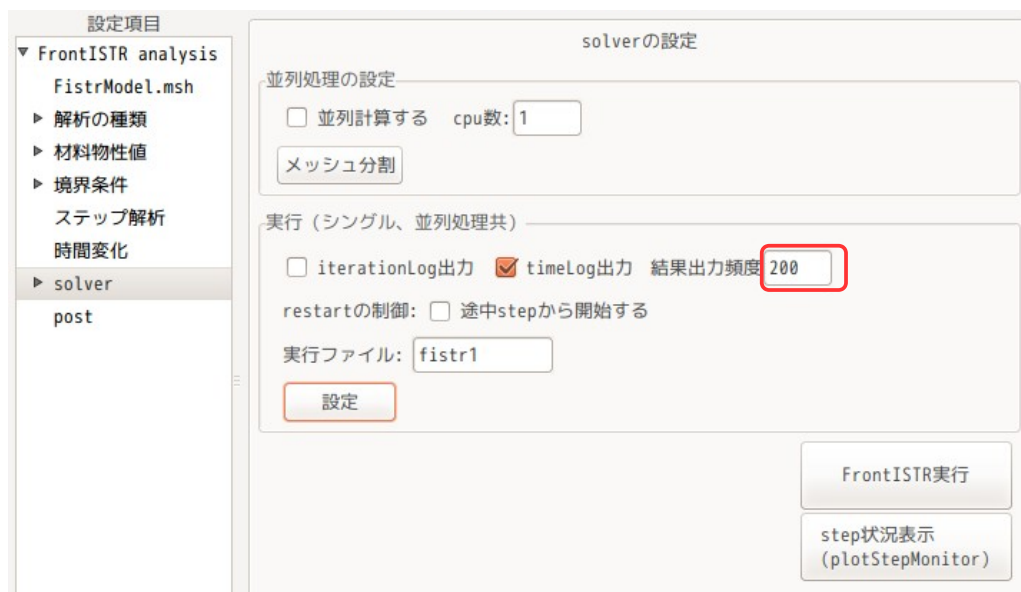 設定項目
FrontISTR analysis
FistrModel.msh
解析の種類
材料物性値
境界条件
ステップ解析
時間変化
solver
post
solverの設定
並列処理の設定
並列計算する cpu数: 1
メッシュ分割
実行（シングル、並列処理共）
iterationLog出力 timeLog出力 結果出力頻度 200
restartの制御: 途中stepから開始する
実行ファイル: fistr1
設定
FrontISTR実行
step状況表示
(plotStepMonitor)